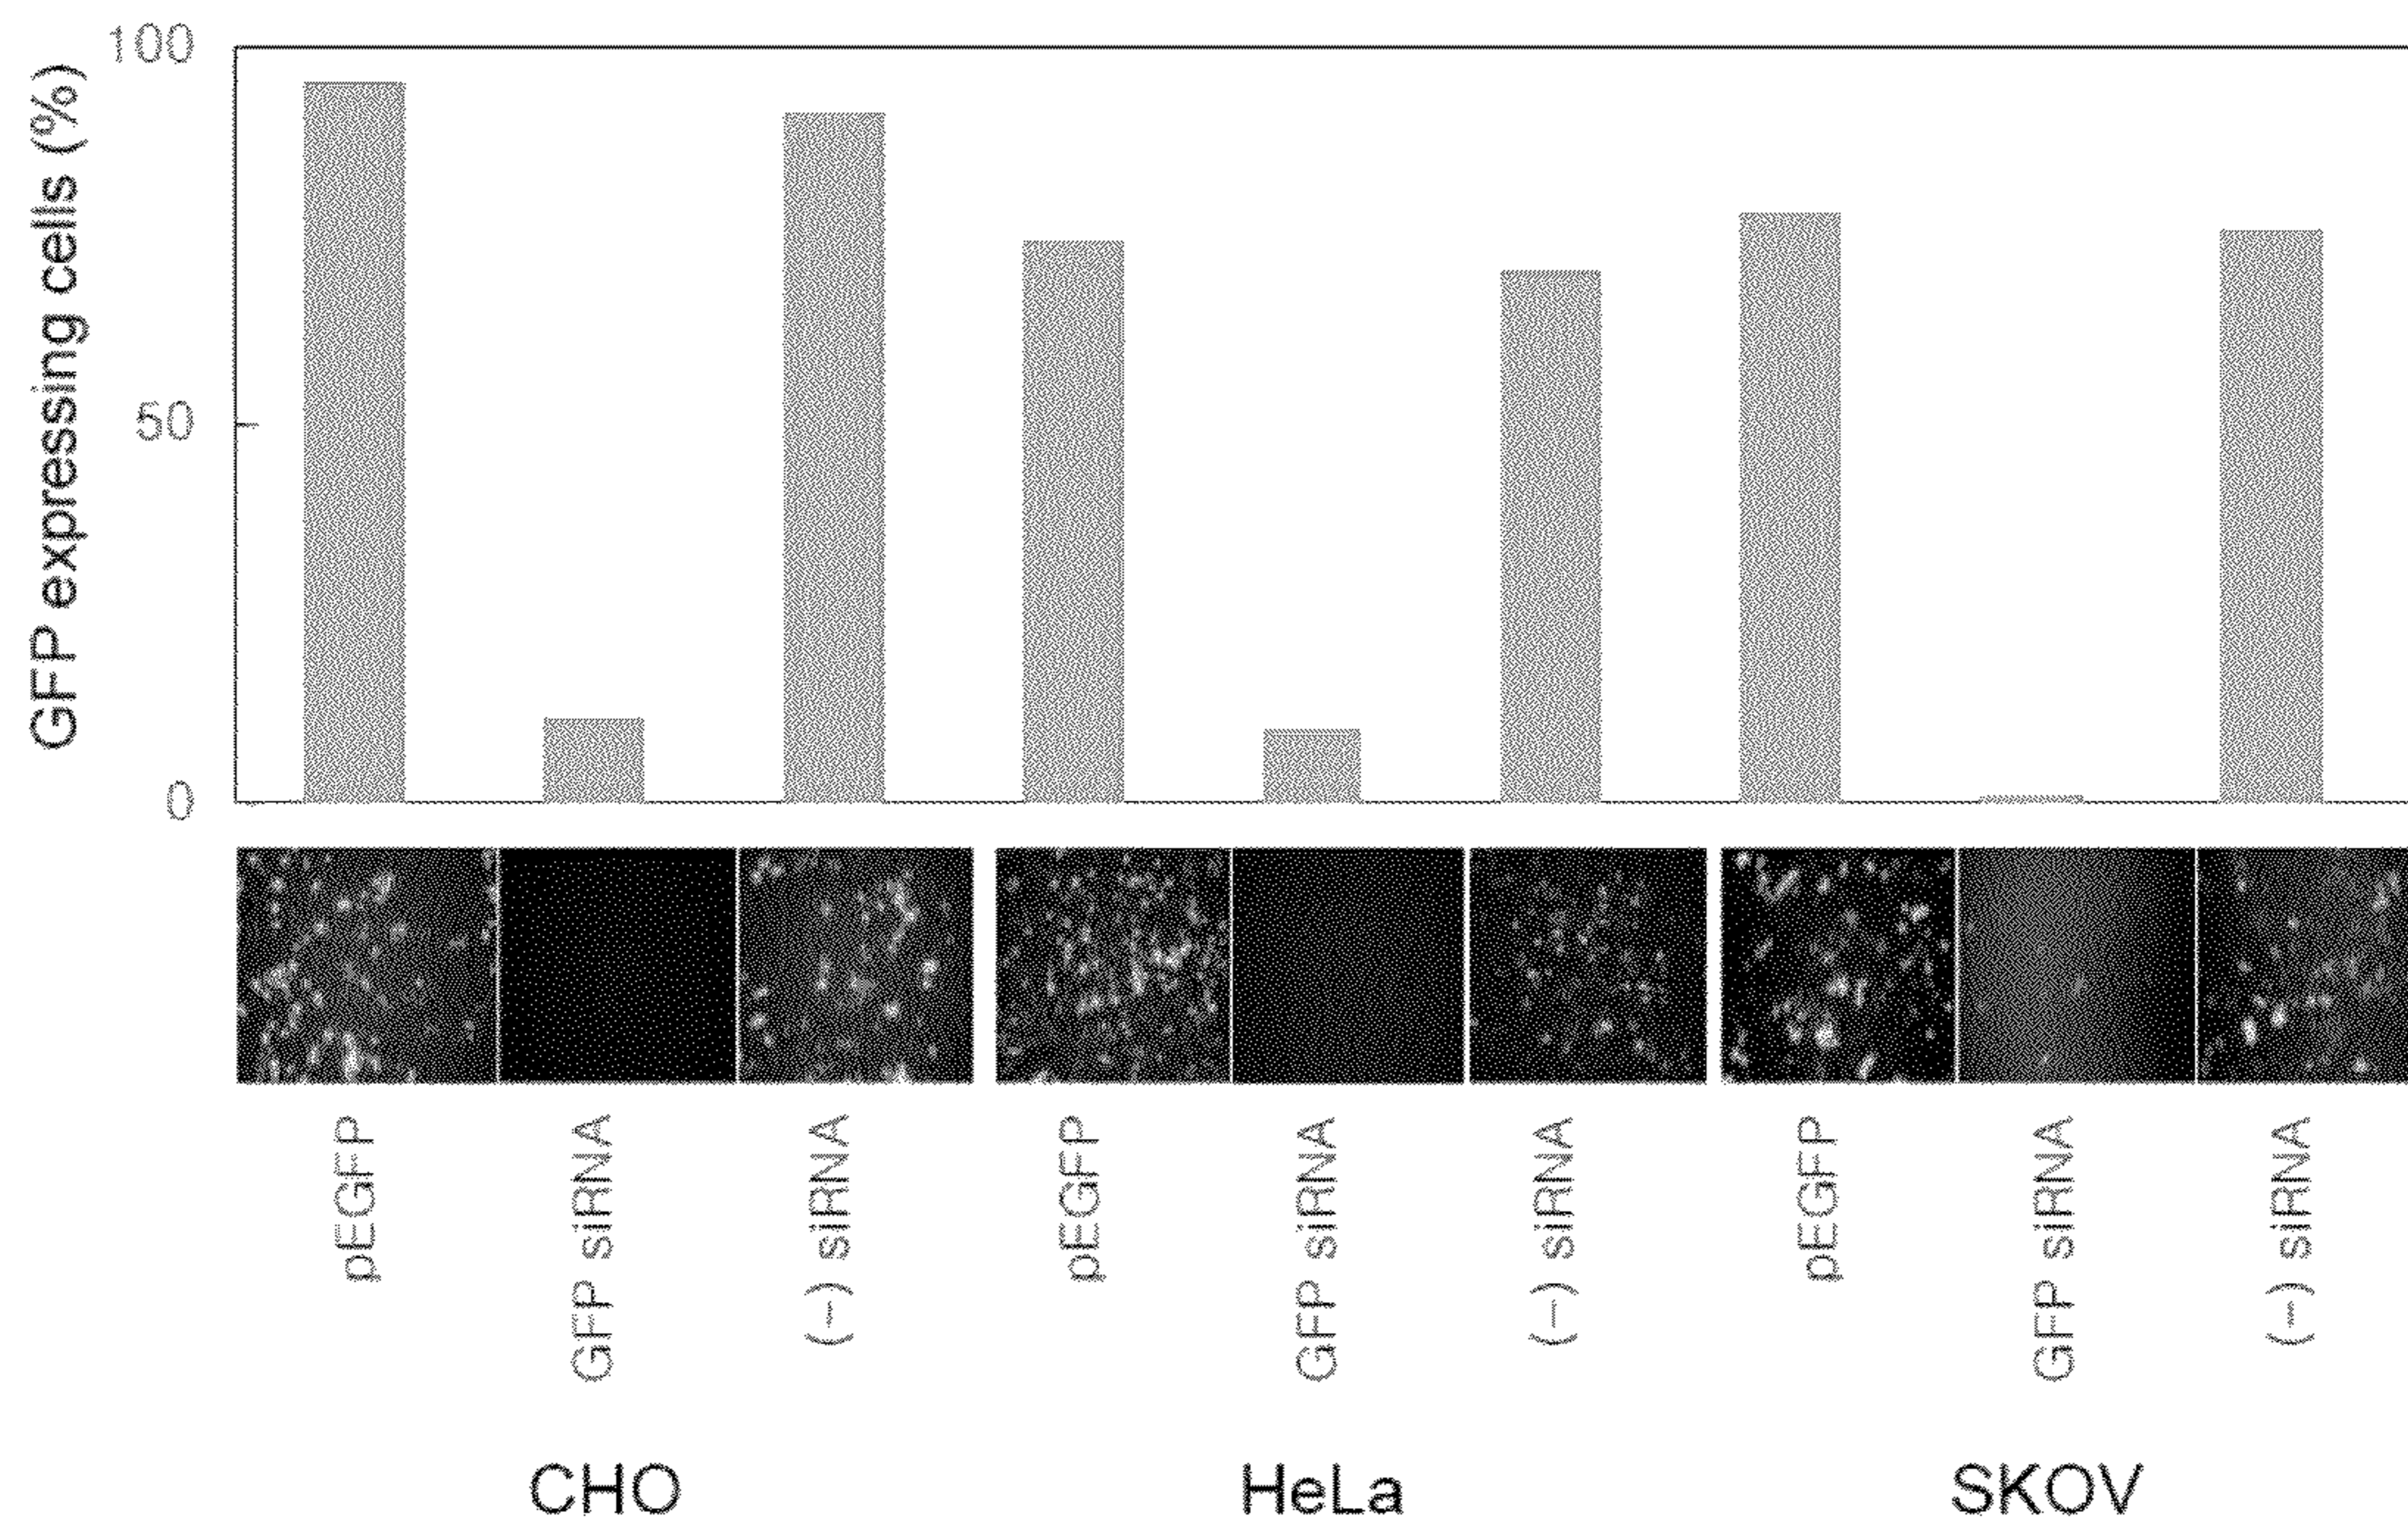 GFP expressing cells (%)
100
50
0
pEGFP
GFP siRNA
(–) siRNA
pEGFP
GFP siRNA
(–) siRNA
pEGFP
GFP siRNA
(–) siRNA
CHO
HeLa
SKOV